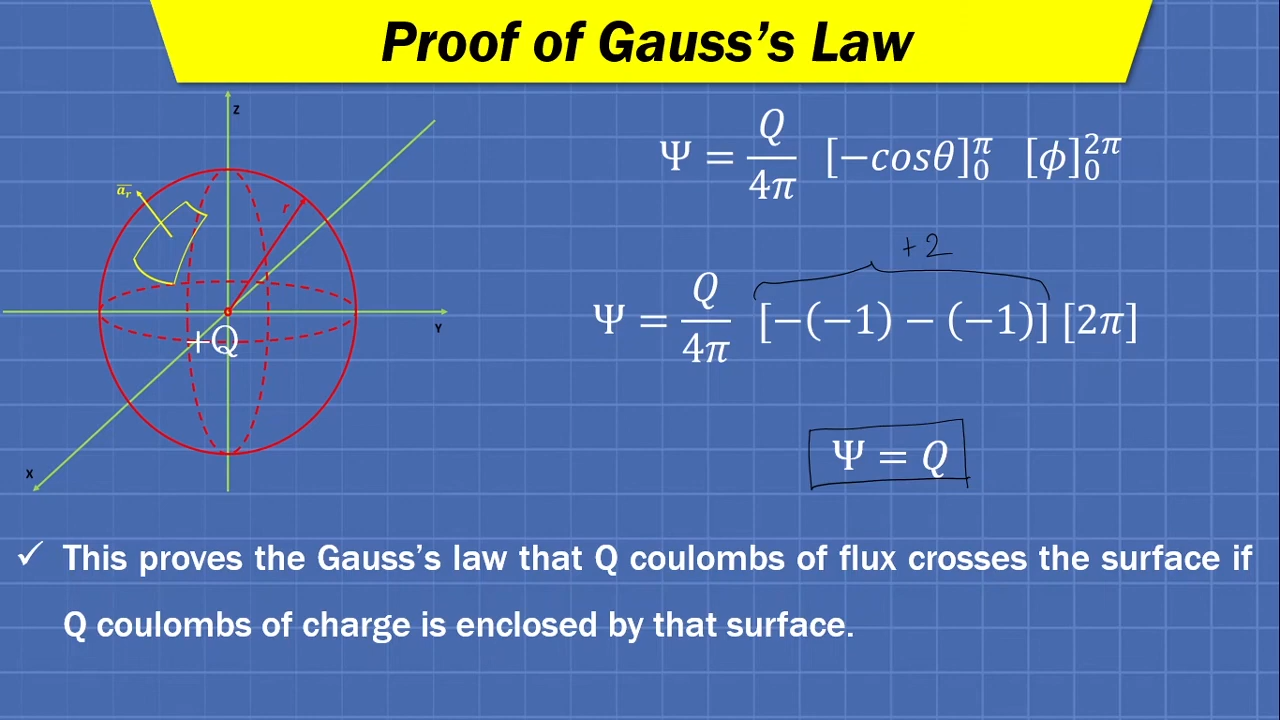 Proof of Gauss's Law
Z
a̅ᵣ
r
Y
+Q
X
Ψ = Q/4π [−cosθ]₀^π [ϕ]₀^2π
+2
Ψ = Q/4π [−(−1) − (−1)] [2π]
Ψ = Q
✓ This proves the Gauss's law that Q coulombs of flux crosses the surface if
Q coulombs of charge is enclosed by that surface.